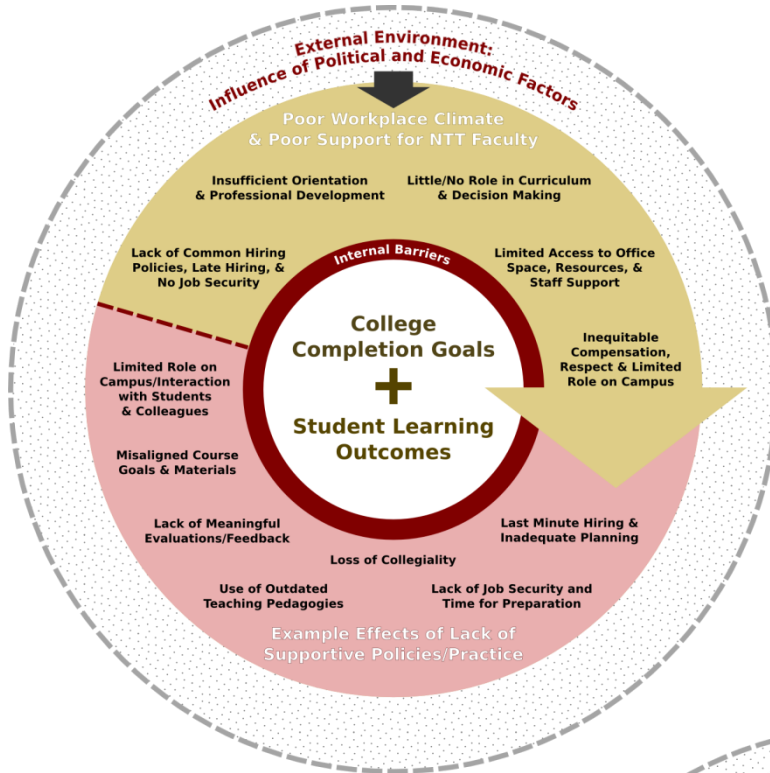 External Environment:
Influence of Political and Economic Factors
Poor Workplace Climate
& Poor Support for NTT Faculty
Insufficient Orientation
& Professional Development
Little/No Role in Curriculum
& Decision Making
Lack of Common Hiring
Policies, Late Hiring, &
No Job Security
Internal Barriers
Limited Access to Office
Space, Resources, &
Staff Support
College
Completion Goals
+
Student Learning
Outcomes
Inequitable
Compensation,
Respect & Limited
Role on Campus
Limited Role on
Campus/Interaction
with Students
& Colleagues
Misaligned Course
Goals & Materials
Lack of Meaningful
Evaluations/Feedback
Last Minute Hiring &
Inadequate Planning
Loss of Collegiality
Use of Outdated
Teaching Pedagogies
Lack of Job Security and
Time for Preparation
Example Effects of Lack of
Supportive Policies/Practice